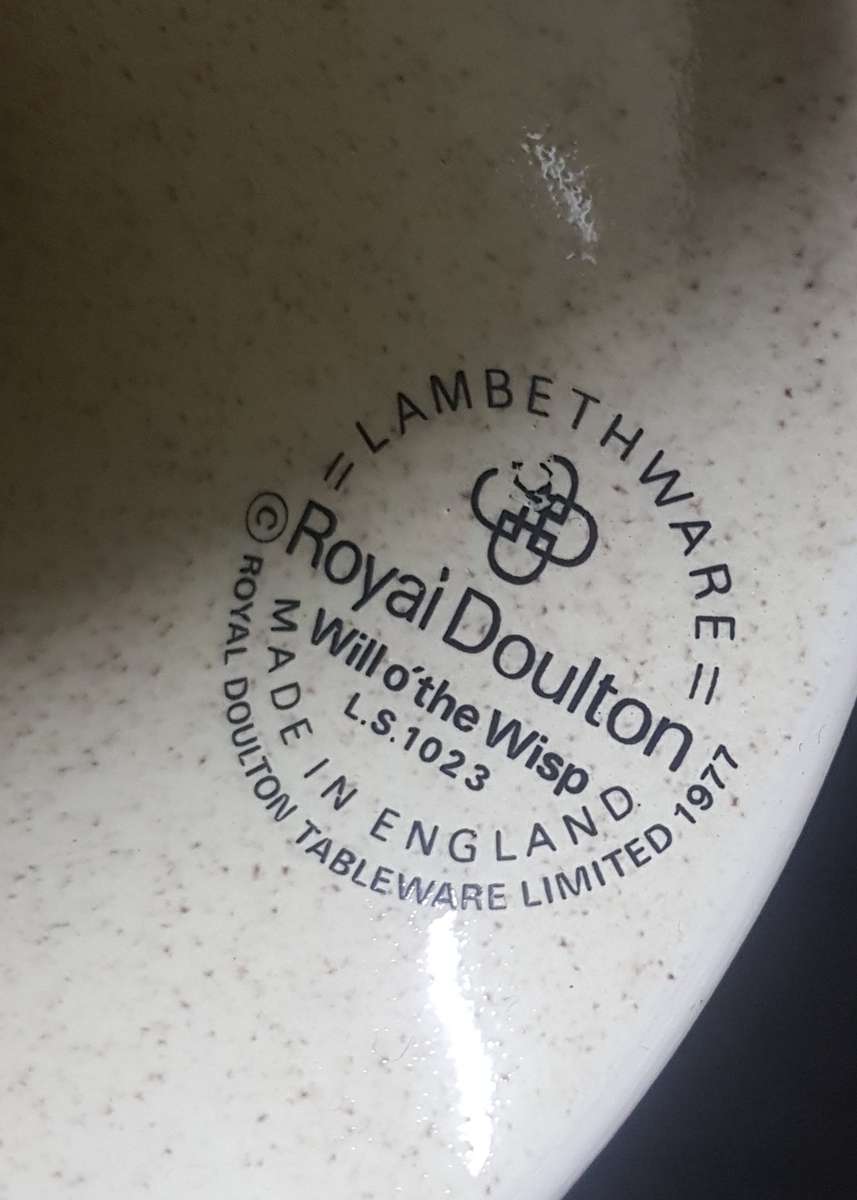 = LAMBETHWARE =
Royal Doulton
Will o'the Wisp
L.S.1023
MADE IN ENGLAND
© ROYAL DOULTON TABLEWARE LIMITED 1977